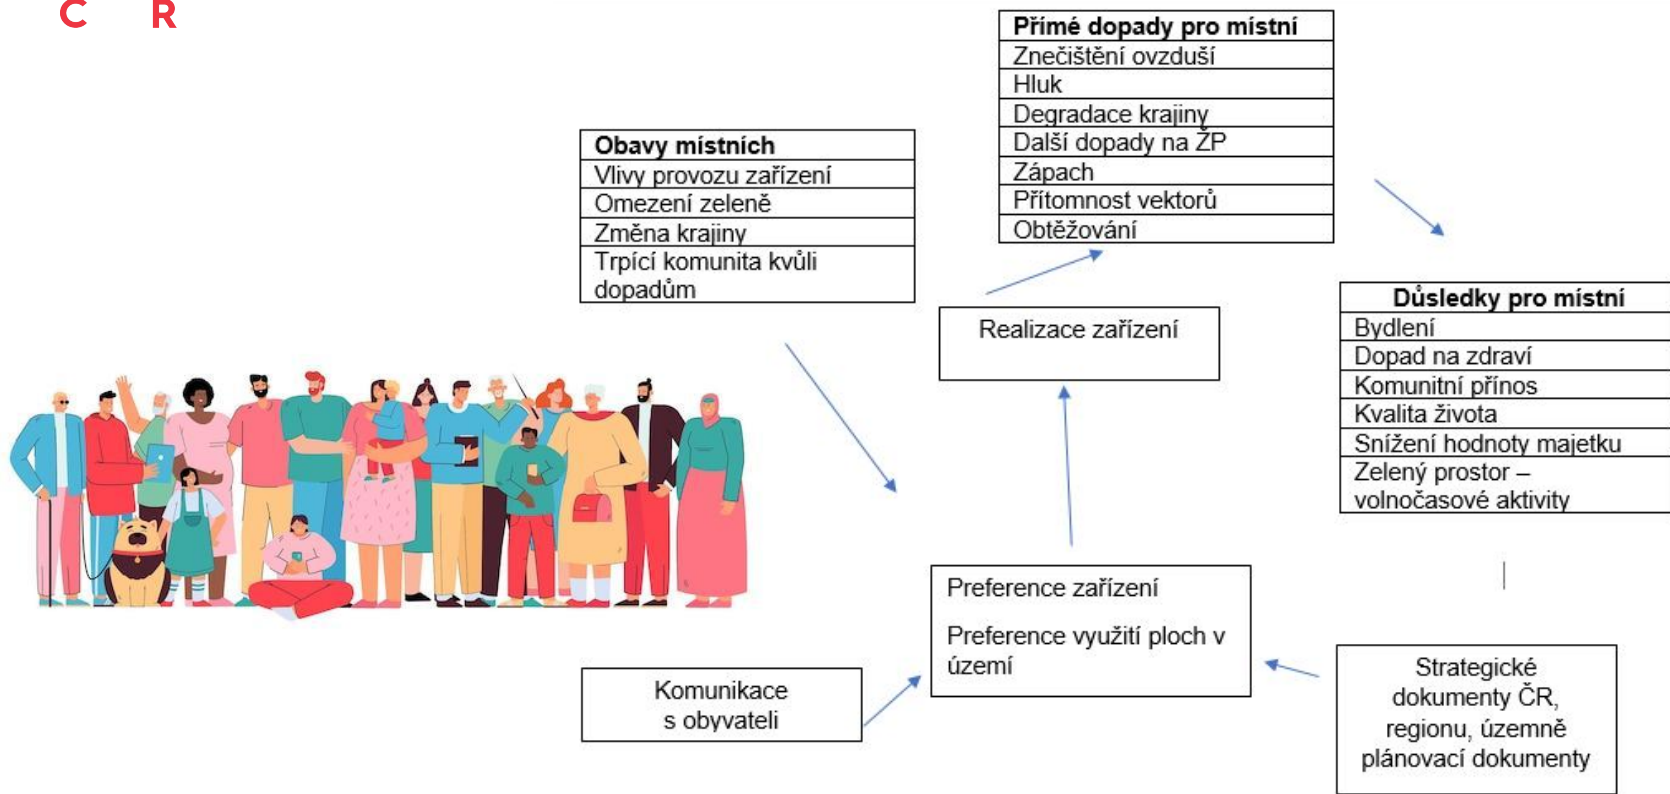 C R
Přímé dopady pro místní
Znečištění ovzduší
Hluk
Degradace krajiny
Další dopady na ŽP
Zápach
Přítomnost vektorů
Obtěžování
Obavy místních
Vlivy provozu zařízení
Omezení zeleně
Změna krajiny
Trpící komunita kvůli
dopadům
Realizace zařízení
Důsledky pro místní
Bydlení
Dopad na zdraví
Komunitní přínos
Kvalita života
Snížení hodnoty majetku
Zelený prostor –
volnočasové aktivity
Preference zařízení
Preference využití ploch v
území
Komunikace
s obyvateli
Strategické
dokumenty ČR,
regionu, územně
plánovací dokumenty